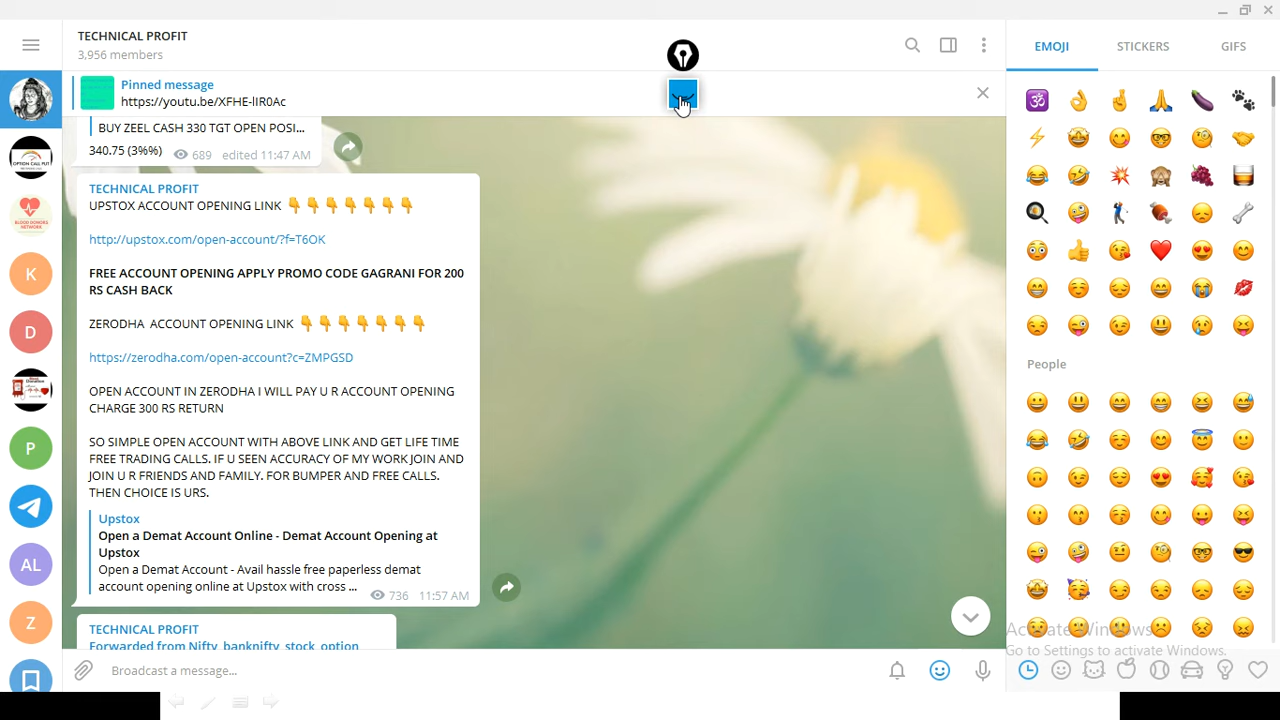 TECHNICAL PROFIT
3,956 members
Pinned message
https://youtu.be/XFHE-lIR0Ac
BUY ZEEL CASH 330 TGT OPEN POSI...
340.75 (3%%)
689 edited 11:47 AM
TECHNICAL PROFIT
UPSTOX ACCOUNT OPENING LINK 👇👇👇👇👇👇👇
http://upstox.com/open-account/?f=T6OK
FREE ACCOUNT OPENING APPLY PROMO CODE GAGRANI FOR 200
RS CASH BACK
ZERODHA ACCOUNT OPENING LINK 👇👇👇👇👇👇👇
https://zerodha.com/open-account?c=ZMPGSD
OPEN ACCOUNT IN ZERODHA I WILL PAY U R ACCOUNT OPENING
CHARGE 300 RS RETURN
SO SIMPLE OPEN ACCOUNT WITH ABOVE LINK AND GET LIFE TIME
FREE TRADING CALLS. IF U SEEN ACCURACY OF MY WORK JOIN AND
JOIN U R FRIENDS AND FAMILY. FOR BUMPER AND FREE CALLS.
THEN CHOICE IS URS.
Upstox
Open a Demat Account Online - Demat Account Opening at
Upstox
Open a Demat Account - Avail hassle free paperless demat
account opening online at Upstox with cross ...
736 11:57 AM
TECHNICAL PROFIT
Forwarded from Nifty, banknifty, stock, option
Broadcast a message...
EMOJI STICKERS GIFS
People
Activate Windows
Go to Settings to activate Windows.
K
D
P
AL
Z